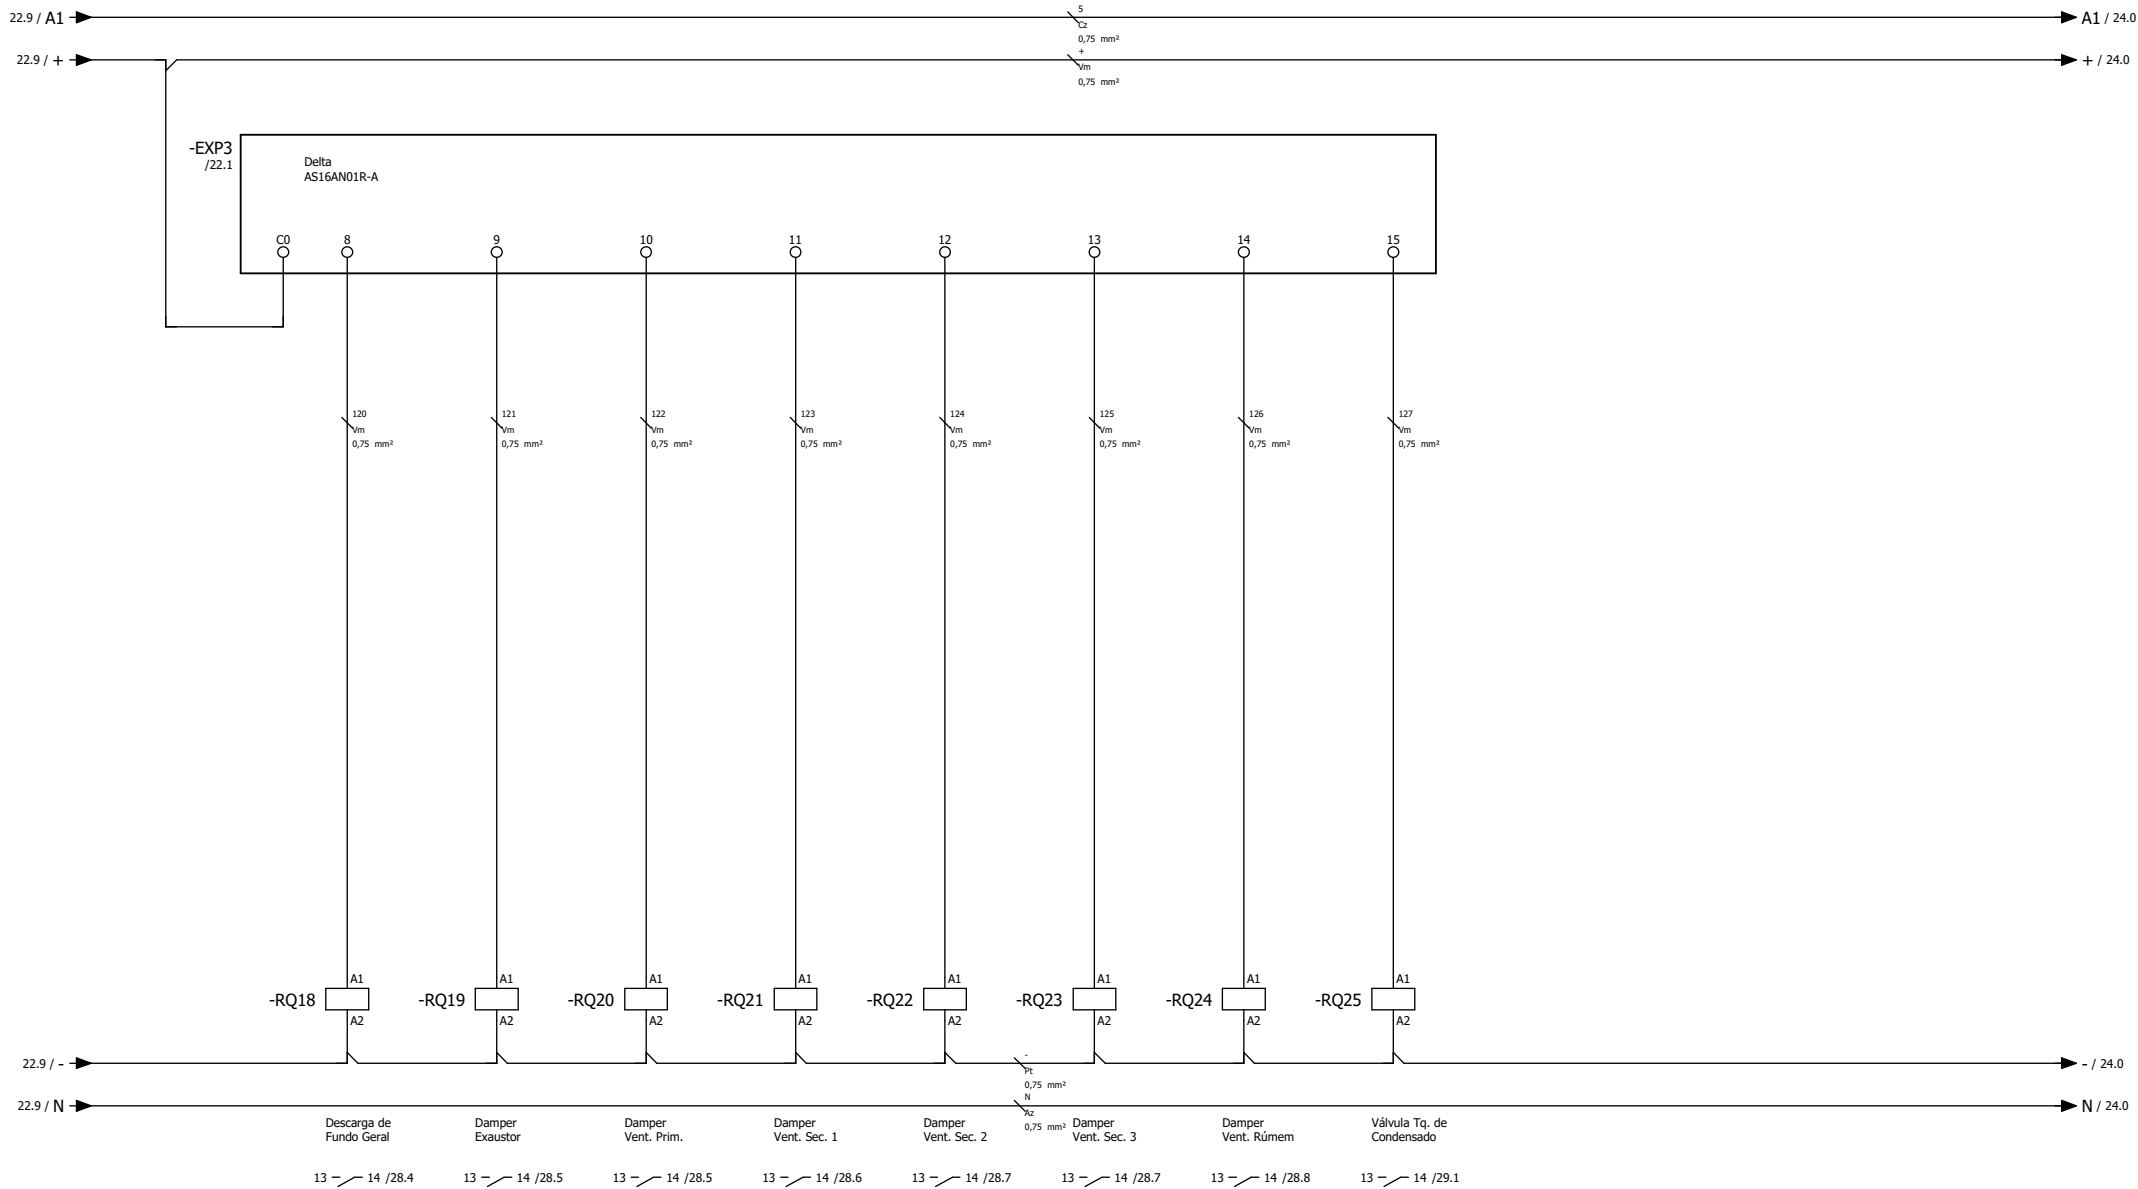 22.9 / A1
5
Cz
0,75 mm²
A1 / 24.0
22.9 / +
+
Vm
0,75 mm²
+ / 24.0
-EXP3
/22.1
Delta
AS16AN01R-A
C0 8 9 10 11 12 13 14 15
120 121 122 123 124 125 126 127
Vm Vm Vm Vm Vm Vm Vm Vm
0,75 mm² 0,75 mm² 0,75 mm² 0,75 mm² 0,75 mm² 0,75 mm² 0,75 mm² 0,75 mm²
A1 A1 A1 A1 A1 A1 A1 A1
-RQ18 -RQ19 -RQ20 -RQ21 -RQ22 -RQ23 -RQ24 -RQ25
A2 A2 A2 A2 A2 A2 A2 A2
22.9 / -
-
Pt
0,75 mm²
- / 24.0
22.9 / N
N
Az
0,75 mm²
N / 24.0
Descarga de
Fundo Geral
Damper
Exaustor
Damper
Vent. Prim.
Damper
Vent. Sec. 1
Damper
Vent. Sec. 2
Damper
Vent. Sec. 3
Damper
Vent. Rúmem
Válvula Tq. de
Condensado
13 14 /28.4
13 14 /28.5
13 14 /28.5
13 14 /28.6
13 14 /28.7
13 14 /28.7
13 14 /28.8
13 14 /29.1